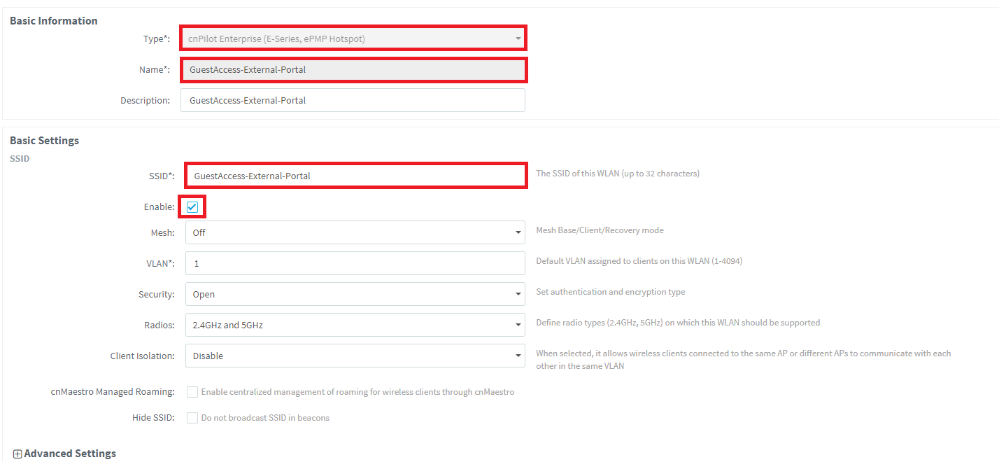 Basic Information
Type*: cnPilot Enterprise (E-Series, ePMP Hotspot)
Name*: GuestAccess-External-Portal
Description: GuestAccess-External-Portal
Basic Settings
SSID
SSID*: GuestAccess-External-Portal The SSID of this WLAN (up to 32 characters)
Enable:
Mesh: Off Mesh Base/Client/Recovery mode
VLAN*: 1 Default VLAN assigned to clients on this WLAN (1-4094)
Security: Open Set authentication and encryption type
Radios: 2.4GHz and 5GHz Define radio types (2.4GHz, 5GHz) on which this WLAN should be supported
Client Isolation: Disable When selected, it allows wireless clients connected to the same AP or different APs to communicate with each
other in the same VLAN
cnMaestro Managed Roaming: Enable centralized management of roaming for wireless clients through cnMaestro
Hide SSID: Do not broadcast SSID in beacons
Advanced Settings